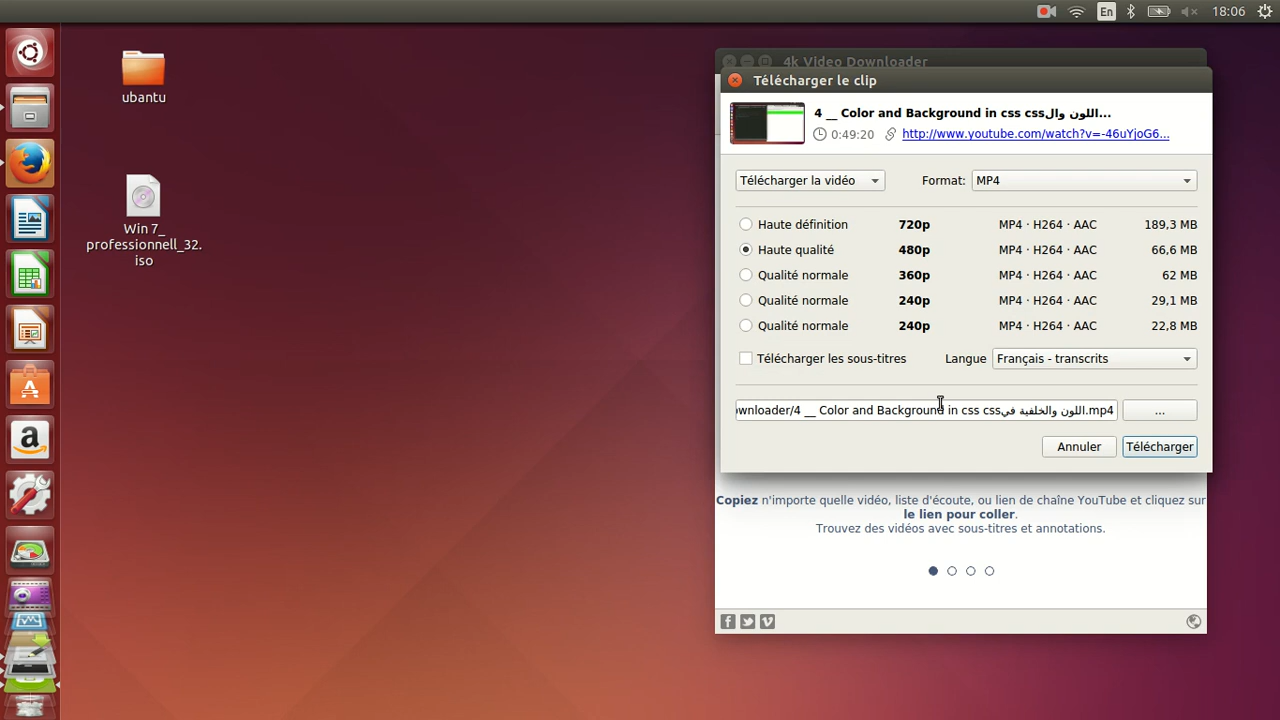 En
18:06
ubantu
Win 7_
professionnell_32.
iso
4k Video Downloader
Télécharger le clip
4 __ Color and Background in css cssاللون وال...
0:49:20
http://www.youtube.com/watch?v=-46uYjoG6...
Télécharger la vidéo
Format: MP4
Haute définition 720p MP4 · H264 · AAC 189,3 MB
Haute qualité 480p MP4 · H264 · AAC 66,6 MB
Qualité normale 360p MP4 · H264 · AAC 62 MB
Qualité normale 240p MP4 · H264 · AAC 29,1 MB
Qualité normale 240p MP4 · H264 · AAC 22,8 MB
Télécharger les sous-titres Langue Français - transcrits
ownloader/4 __ Color and Background in css cssاللون والخلفية في.mp4 ...
Annuler Télécharger
Copiez n'importe quelle vidéo, liste d'écoute, ou lien de chaîne YouTube et cliquez sur
le lien pour coller.
Trouvez des vidéos avec sous-titres et annotations.